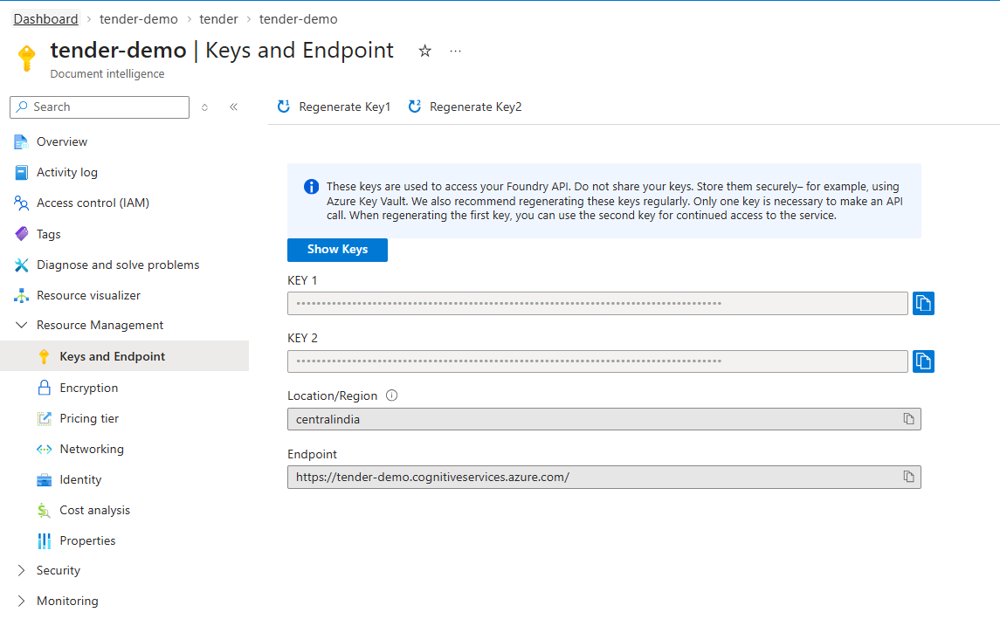 Dashboard > tender-demo > tender > tender-demo
tender-demo | Keys and Endpoint
Document intelligence
Search
Regenerate Key1 Regenerate Key2
Overview
Activity log
Access control (IAM)
Tags
Diagnose and solve problems
Resource visualizer
Resource Management
Keys and Endpoint
Encryption
Pricing tier
Networking
Identity
Cost analysis
Properties
Security
Monitoring
These keys are used to access your Foundry API. Do not share your keys. Store them securely– for example, using
Azure Key Vault. We also recommend regenerating these keys regularly. Only one key is necessary to make an API
call. When regenerating the first key, you can use the second key for continued access to the service.
Show Keys
KEY 1
KEY 2
Location/Region
centralindia
Endpoint
https://tender-demo.cognitiveservices.azure.com/